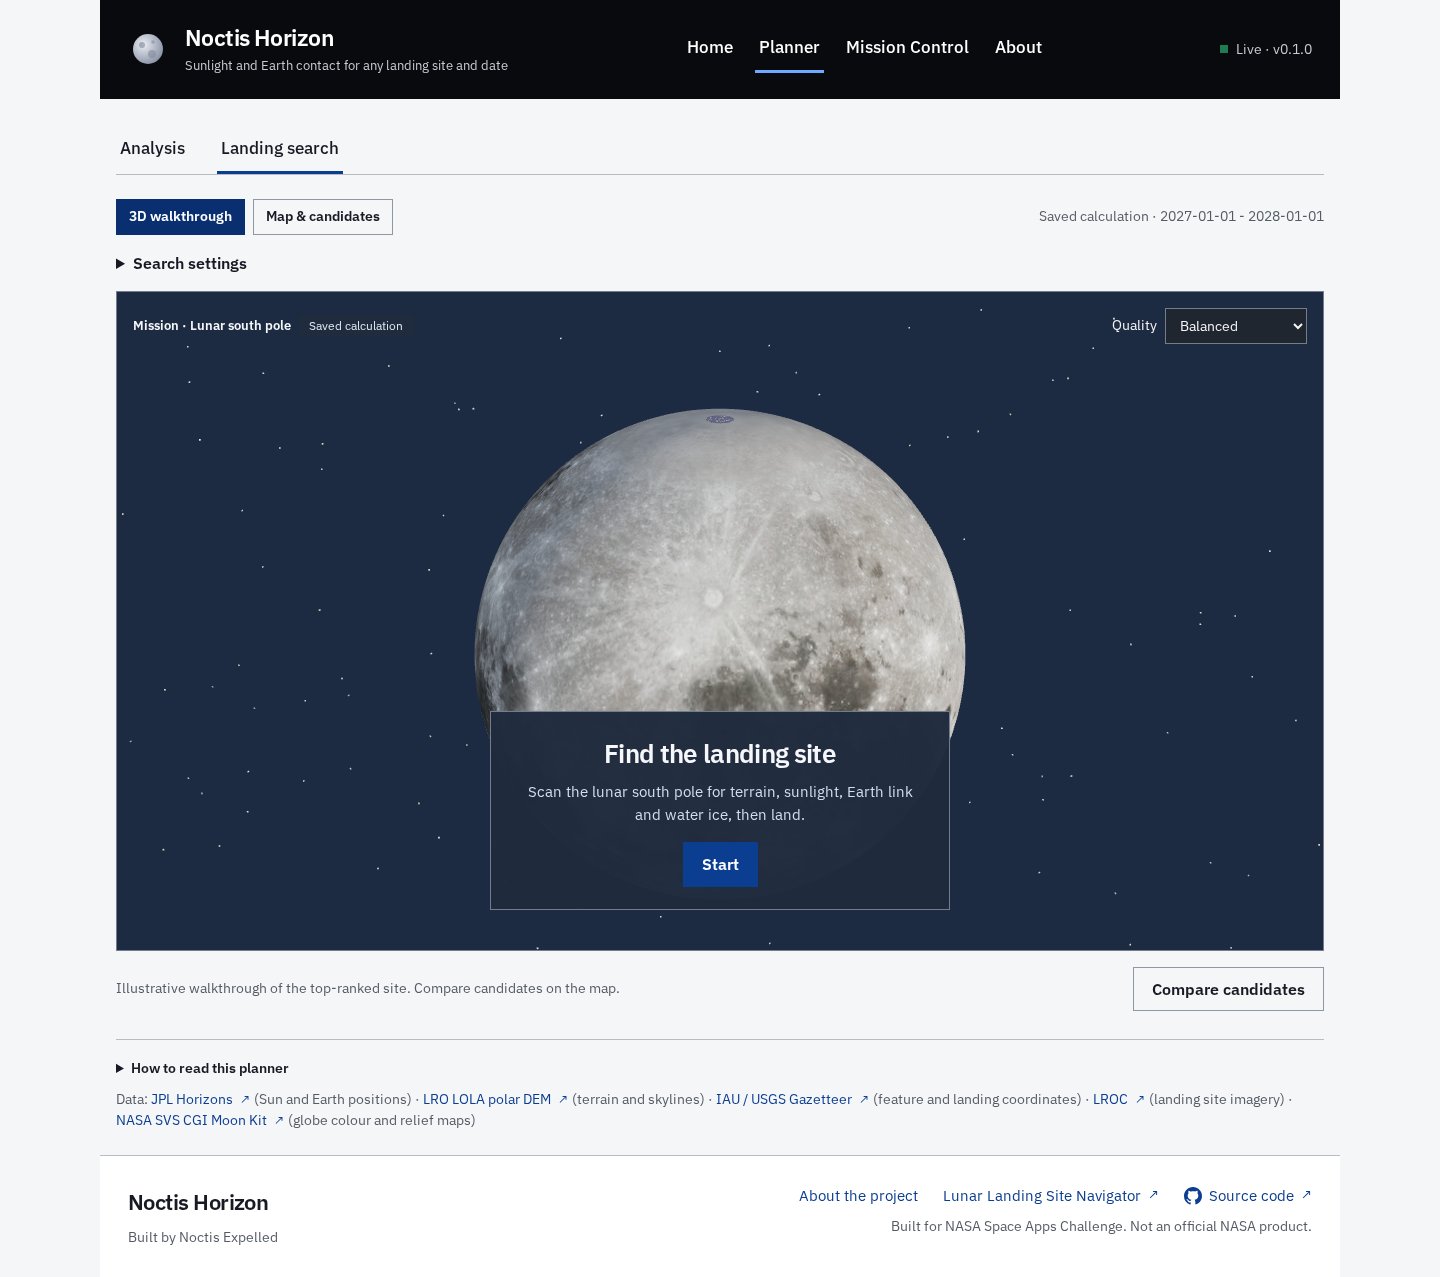 Noctis Horizon
Sunlight and Earth contact for any landing site and date
Home
Planner
Mission Control
About
Live · v0.1.0
Analysis
Landing search
3D walkthrough
Map & candidates
Saved calculation · 2027-01-01 - 2028-01-01
Search settings
Mission · Lunar south pole
Saved calculation
Quality
Balanced
Find the landing site
Scan the lunar south pole for terrain, sunlight, Earth link
and water ice, then land.
Start
Illustrative walkthrough of the top-ranked site. Compare candidates on the map.
Compare candidates
How to read this planner
Data: JPL Horizons ↗ (Sun and Earth positions) · LRO LOLA polar DEM ↗ (terrain and skylines) · IAU / USGS Gazetteer ↗ (feature and landing coordinates) · LROC ↗ (landing site imagery) ·
NASA SVS CGI Moon Kit ↗ (globe colour and relief maps)
Noctis Horizon
Built by Noctis Expelled
About the project
Lunar Landing Site Navigator ↗
Source code ↗
Built for NASA Space Apps Challenge. Not an official NASA product.